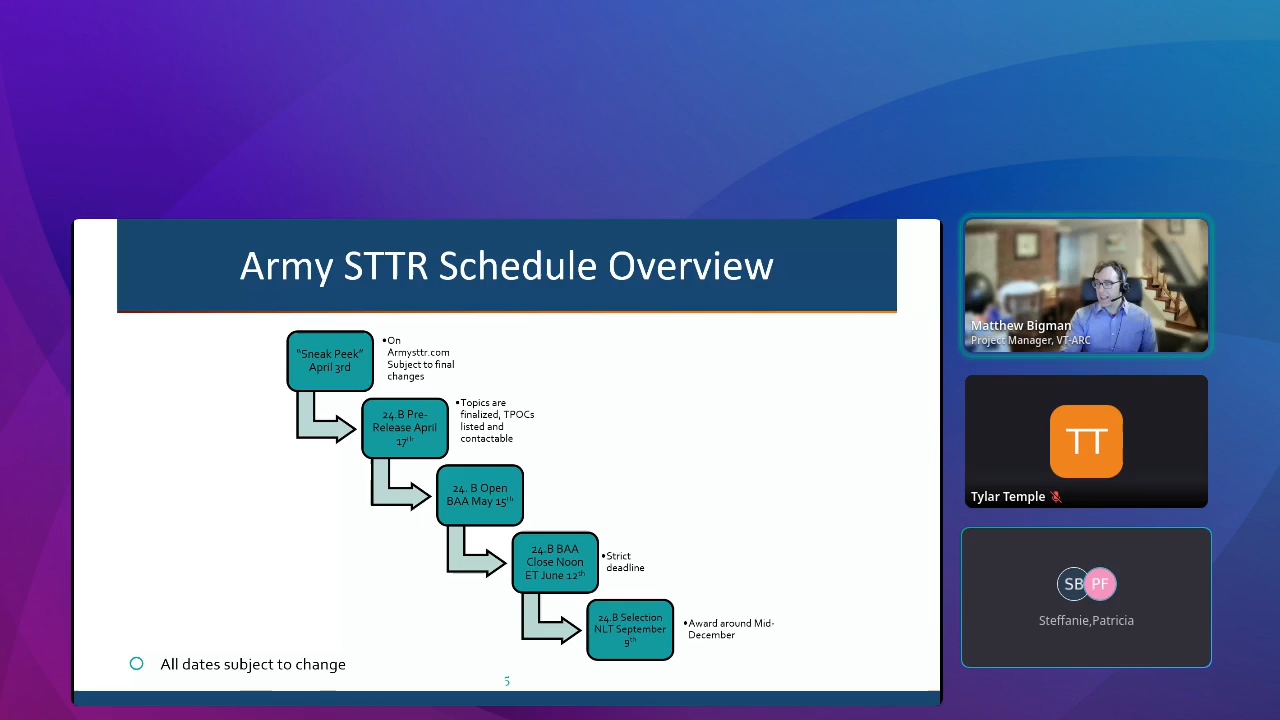 Army STTR Schedule Overview
"Sneak Peek"
April 3rd
•On
Armysttr.com
Subject to final
changes
24.B Pre-
Release April
17th
•Topics are
finalized, TPOCs
listed and
contactable
24. B Open
BAA May 15th
24.B BAA
Close Noon
ET June 12th
•Strict
deadline
24.B Selection
NLT September
9th
•Award around Mid-
December
All dates subject to change
5
Matthew Bigman
Project Manager, VT-ARC
TT
Tylar Temple
SB PF
Steffanie,Patricia